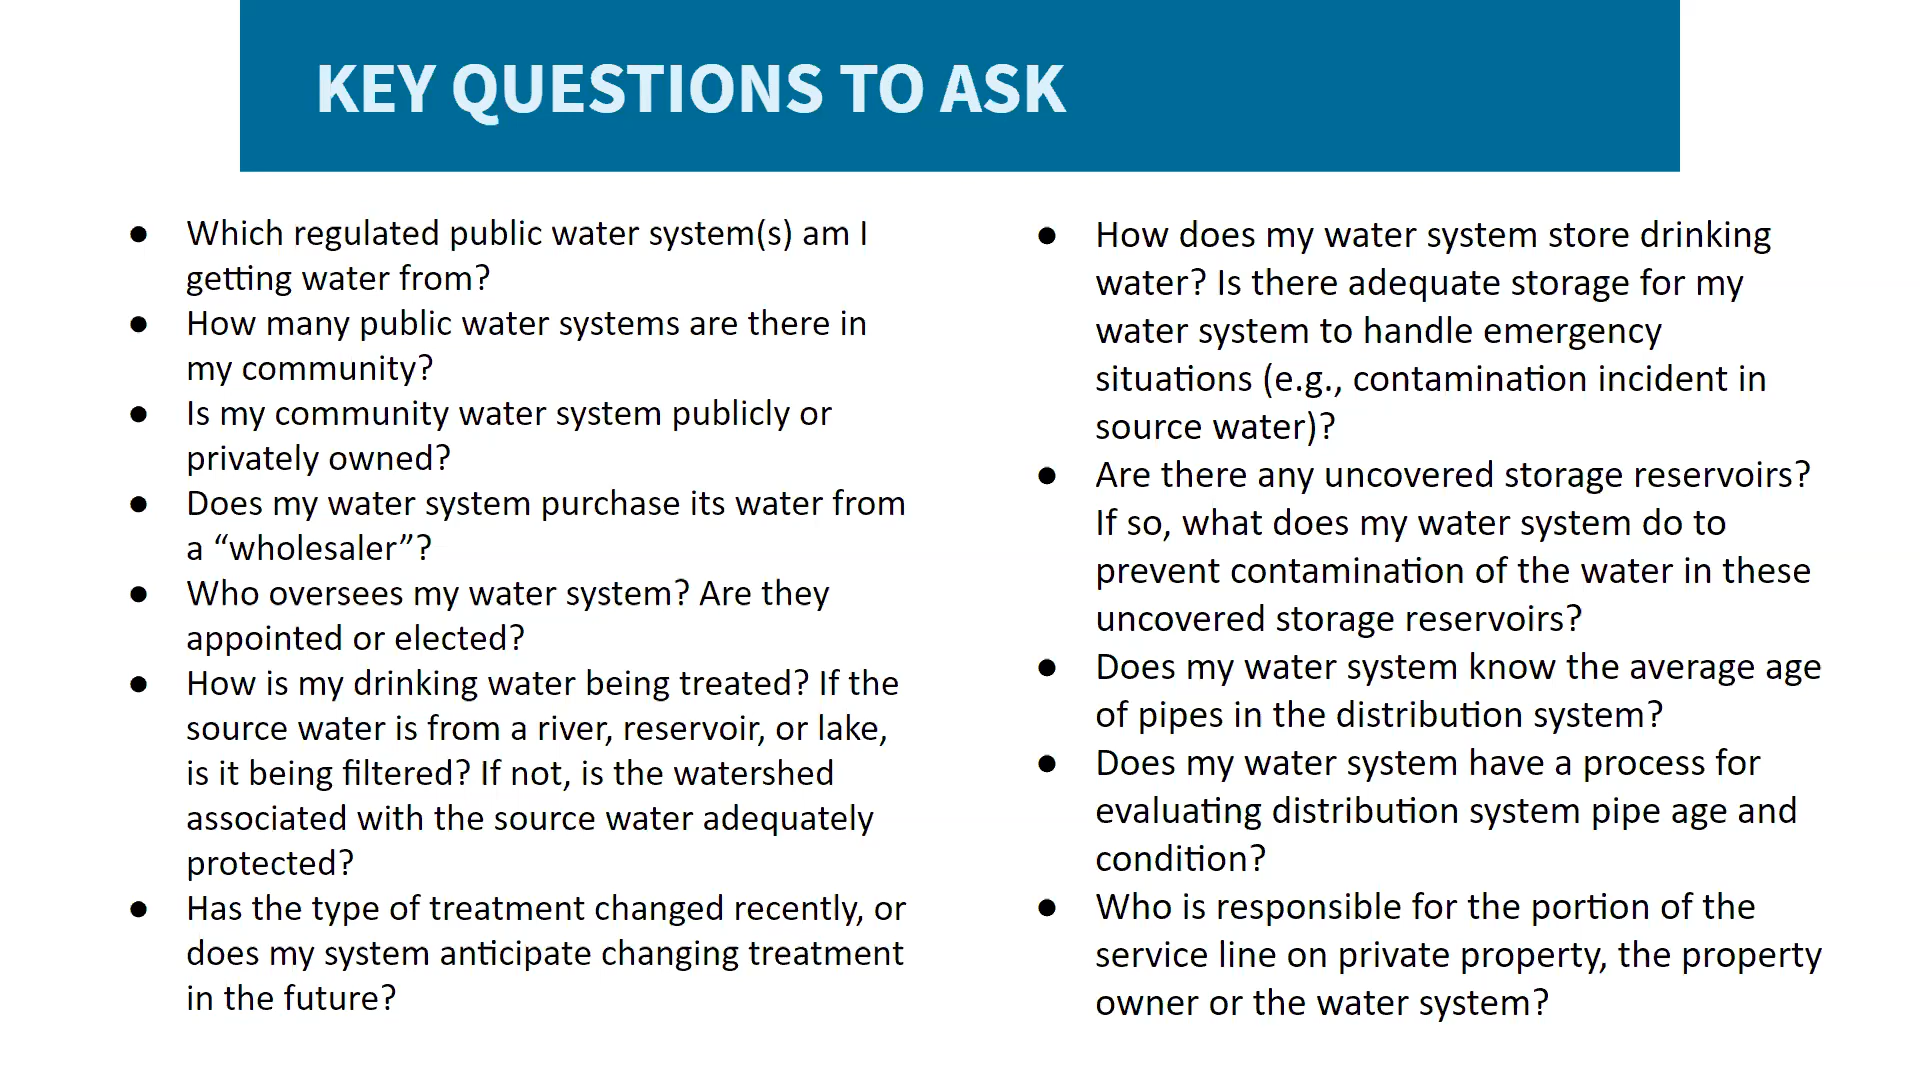 KEY QUESTIONS TO ASK
● Which regulated public water system(s) am I
getting water from?
● How many public water systems are there in
my community?
● Is my community water system publicly or
privately owned?
● Does my water system purchase its water from
a “wholesaler”?
● Who oversees my water system? Are they
appointed or elected?
● How is my drinking water being treated? If the
source water is from a river, reservoir, or lake,
is it being filtered? If not, is the watershed
associated with the source water adequately
protected?
● Has the type of treatment changed recently, or
does my system anticipate changing treatment
in the future?
● How does my water system store drinking
water? Is there adequate storage for my
water system to handle emergency
situations (e.g., contamination incident in
source water)?
● Are there any uncovered storage reservoirs?
If so, what does my water system do to
prevent contamination of the water in these
uncovered storage reservoirs?
● Does my water system know the average age
of pipes in the distribution system?
● Does my water system have a process for
evaluating distribution system pipe age and
condition?
● Who is responsible for the portion of the
service line on private property, the property
owner or the water system?